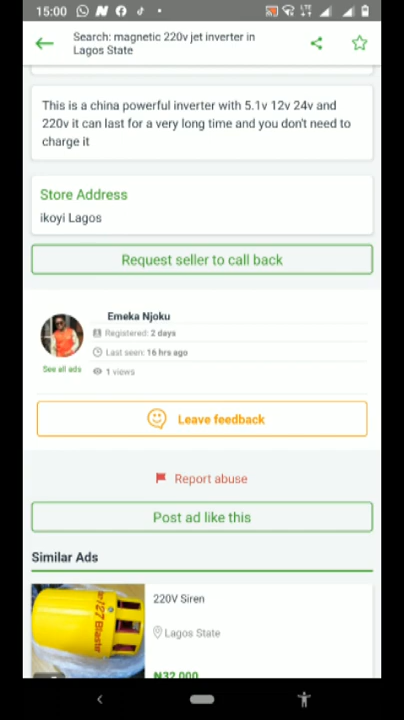 15:00
LTE
Search: magnetic 220v jet inverter in
Lagos State
This is a china powerful inverter with 5.1v 12v 24v and
220v it can last for a very long time and you don't need to
charge it
Store Address
ikoyi Lagos
Request seller to call back
Emeka Njoku
Registered: 2 days
Last seen: 16 hrs ago
See all ads
1 views
Leave feedback
Report abuse
Post ad like this
Similar Ads
220V Siren
Lagos State
₦32,000